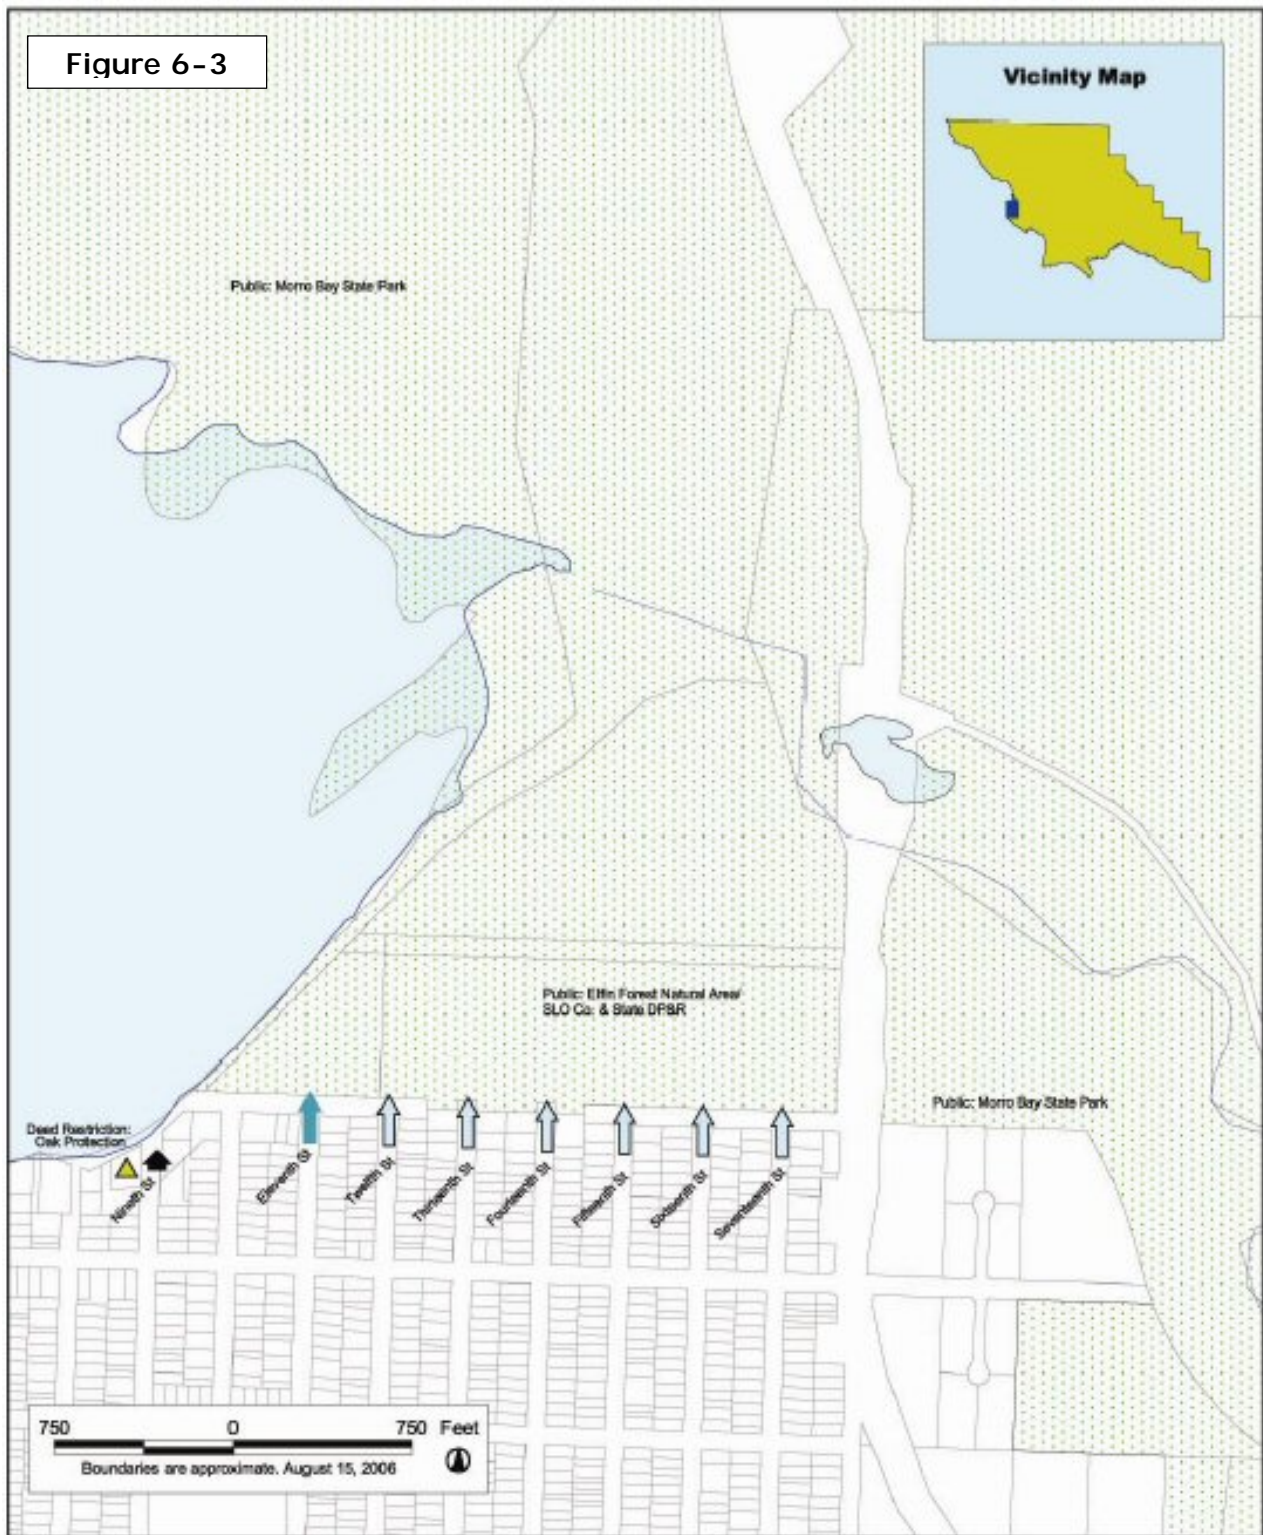 Figure 6-3
Vicinity Map
Public: Morro Bay State Park
Public: Elfin Forest Natural Area/
SLO Co. & State DP&R
Public: Morro Bay State Park
Deed Restriction:
Oak Protection
Nineth St
Eleventh St
Twelfth St
Thirteenth St
Fourteenth St
Fifteenth St
Sixteenth St
Seventeenth St
750 0 750 Feet
Boundaries are approximate. August 15, 2006